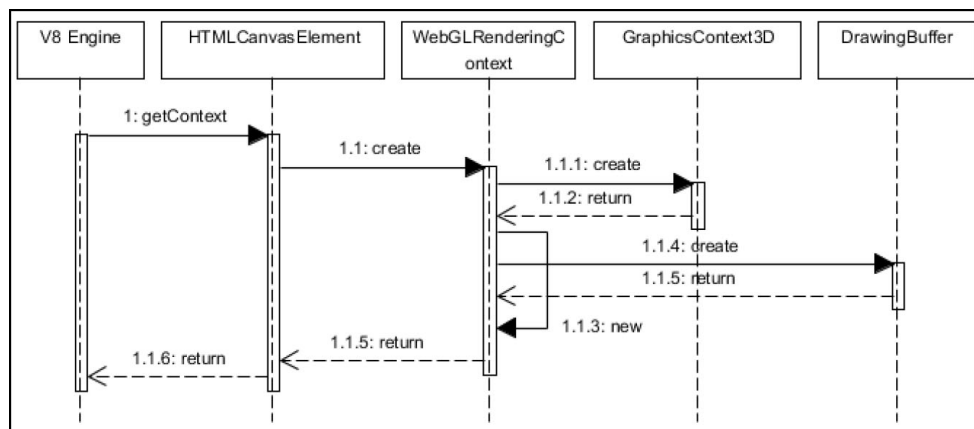 V8 Engine
HTMLCanvasElement
WebGLRenderingC
ontext
GraphicsContext3D
DrawingBuffer
1: getContext
1.1: create
1.1.1: create
1.1.2: return
1.1.4: create
1.1.5: return
1.1.3: new
1.1.5: return
1.1.6: return